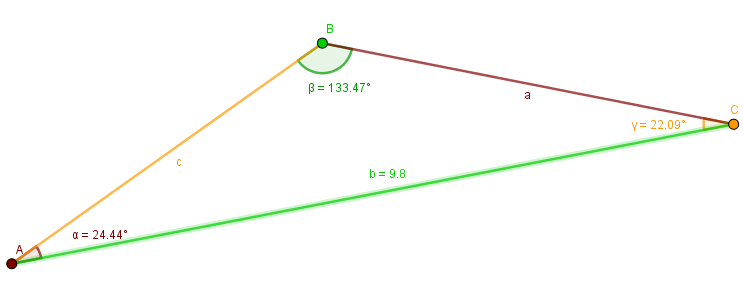 B
β = 133.47°
a
C
γ = 22.09°
c
b = 9.8
A
α = 24.44°